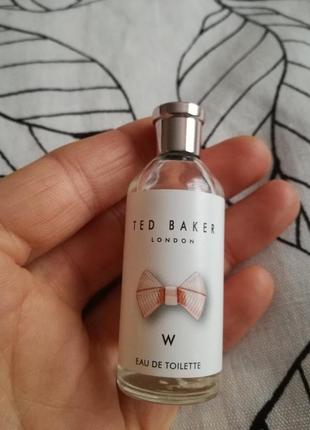 TED BAKER
LONDON
W
EAU DE TOILETTE